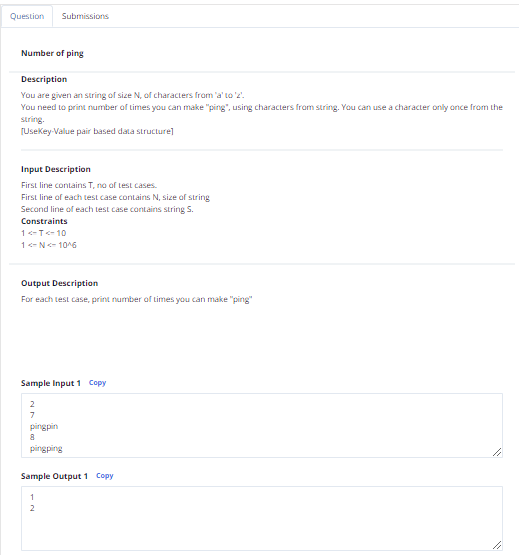 Question Submissions
Number of ping
Description
You are given an string of size N, of characters from 'a' to 'z'.
You need to print number of times you can make "ping", using characters from string. You can use a character only once from the
string.
[UseKey-Value pair based data structure]
Input Description
First line contains T, no of test cases.
First line of each test case contains N, size of string
Second line of each test case contains string S.
Constraints
1 <= T <= 10
1 <= N <= 10^6
Output Description
For each test case, print number of times you can make "ping"
Sample Input 1 Copy
2
7
pingpin
8
pingping
Sample Output 1 Copy
1
2